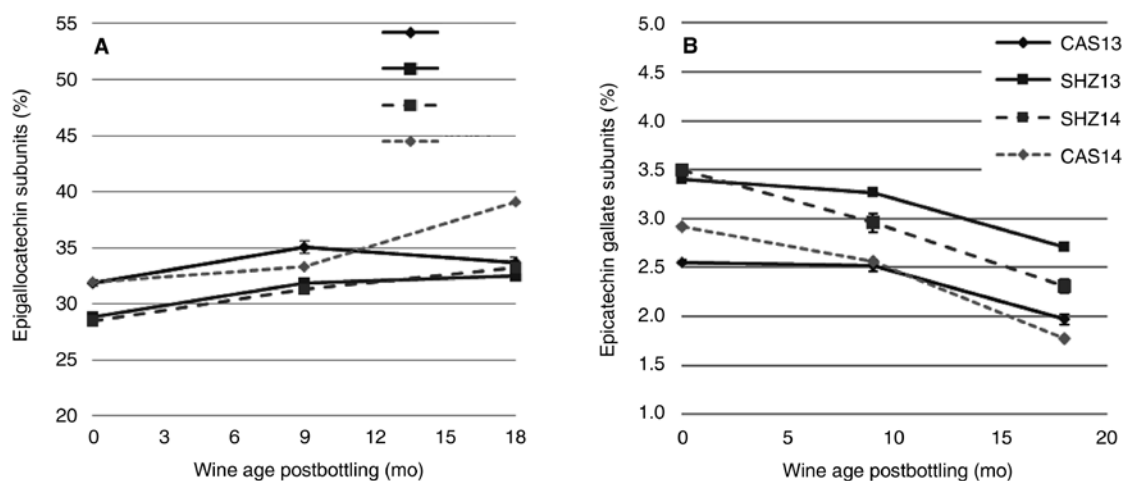 A
Epigallocatechin subunits (%)
55
50
45
40
35
30
25
20
0
3
6
9
12
15
18
Wine age postbottling (mo)
B
Epicatechin gallate subunits (%)
5.0
4.5
4.0
3.5
3.0
2.5
2.0
1.5
1.0
0
5
10
15
20
Wine age postbottling (mo)
CAS13
SHZ13
SHZ14
CAS14